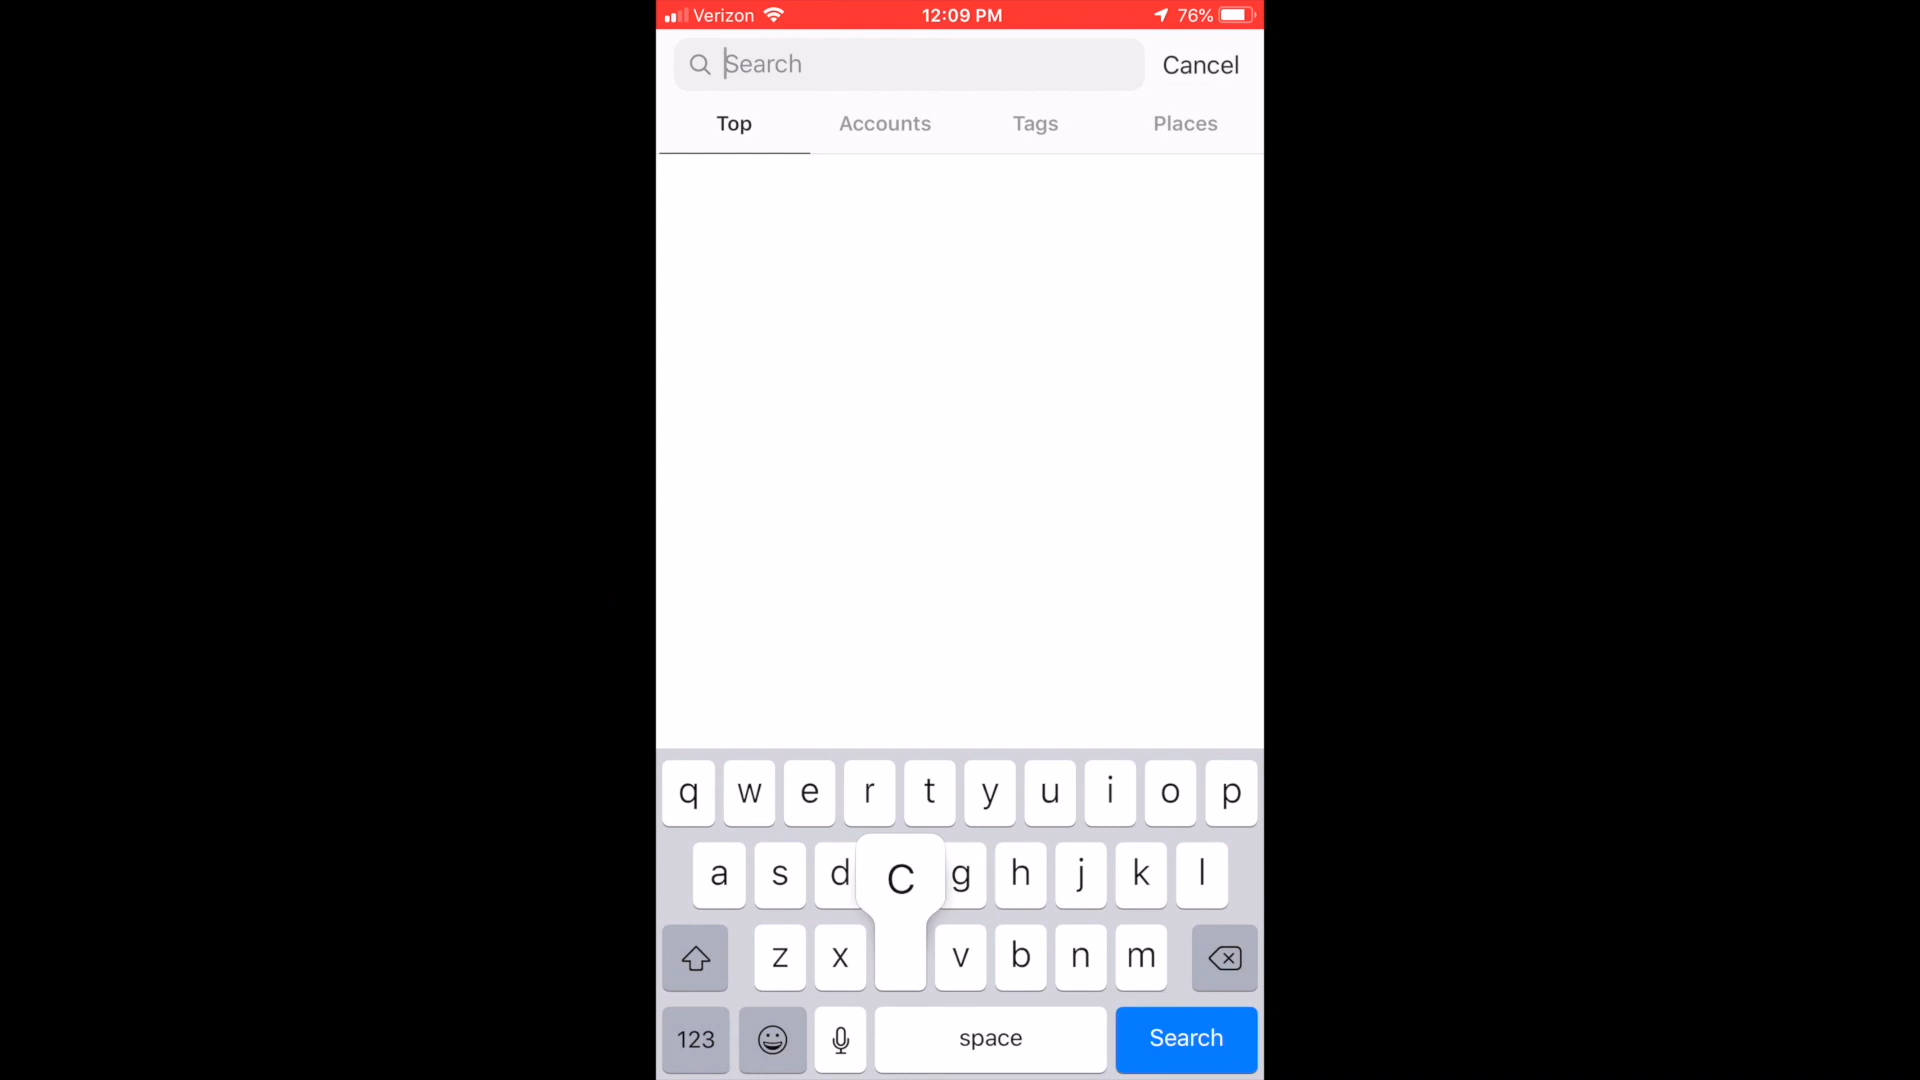 Verizon 12:09 PM 76%
Search Cancel
Top Accounts Tags Places
q w e r t y u i o p
a s d c g h j k l
z x v b n m
123 space Search